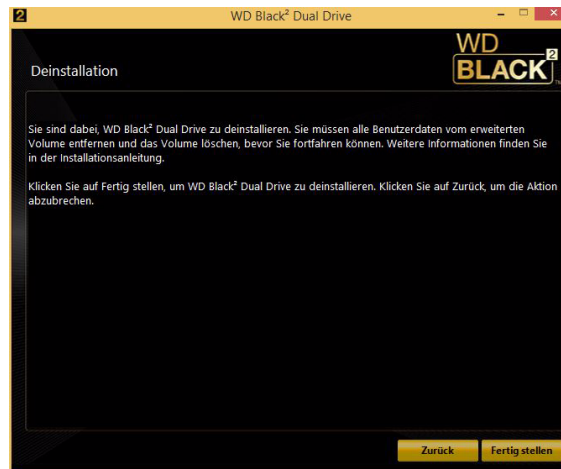 2
WD Black² Dual Drive
WD
BLACK²
Deinstallation
Sie sind dabei, WD Black² Dual Drive zu deinstallieren. Sie müssen alle Benutzerdaten vom erweiterten
Volume entfernen und das Volume löschen, bevor Sie fortfahren können. Weitere Informationen finden Sie
in der Installationsanleitung.
Klicken Sie auf Fertig stellen, um WD Black² Dual Drive zu deinstallieren. Klicken Sie auf Zurück, um die Aktion
abzubrechen.
Zurück
Fertig stellen